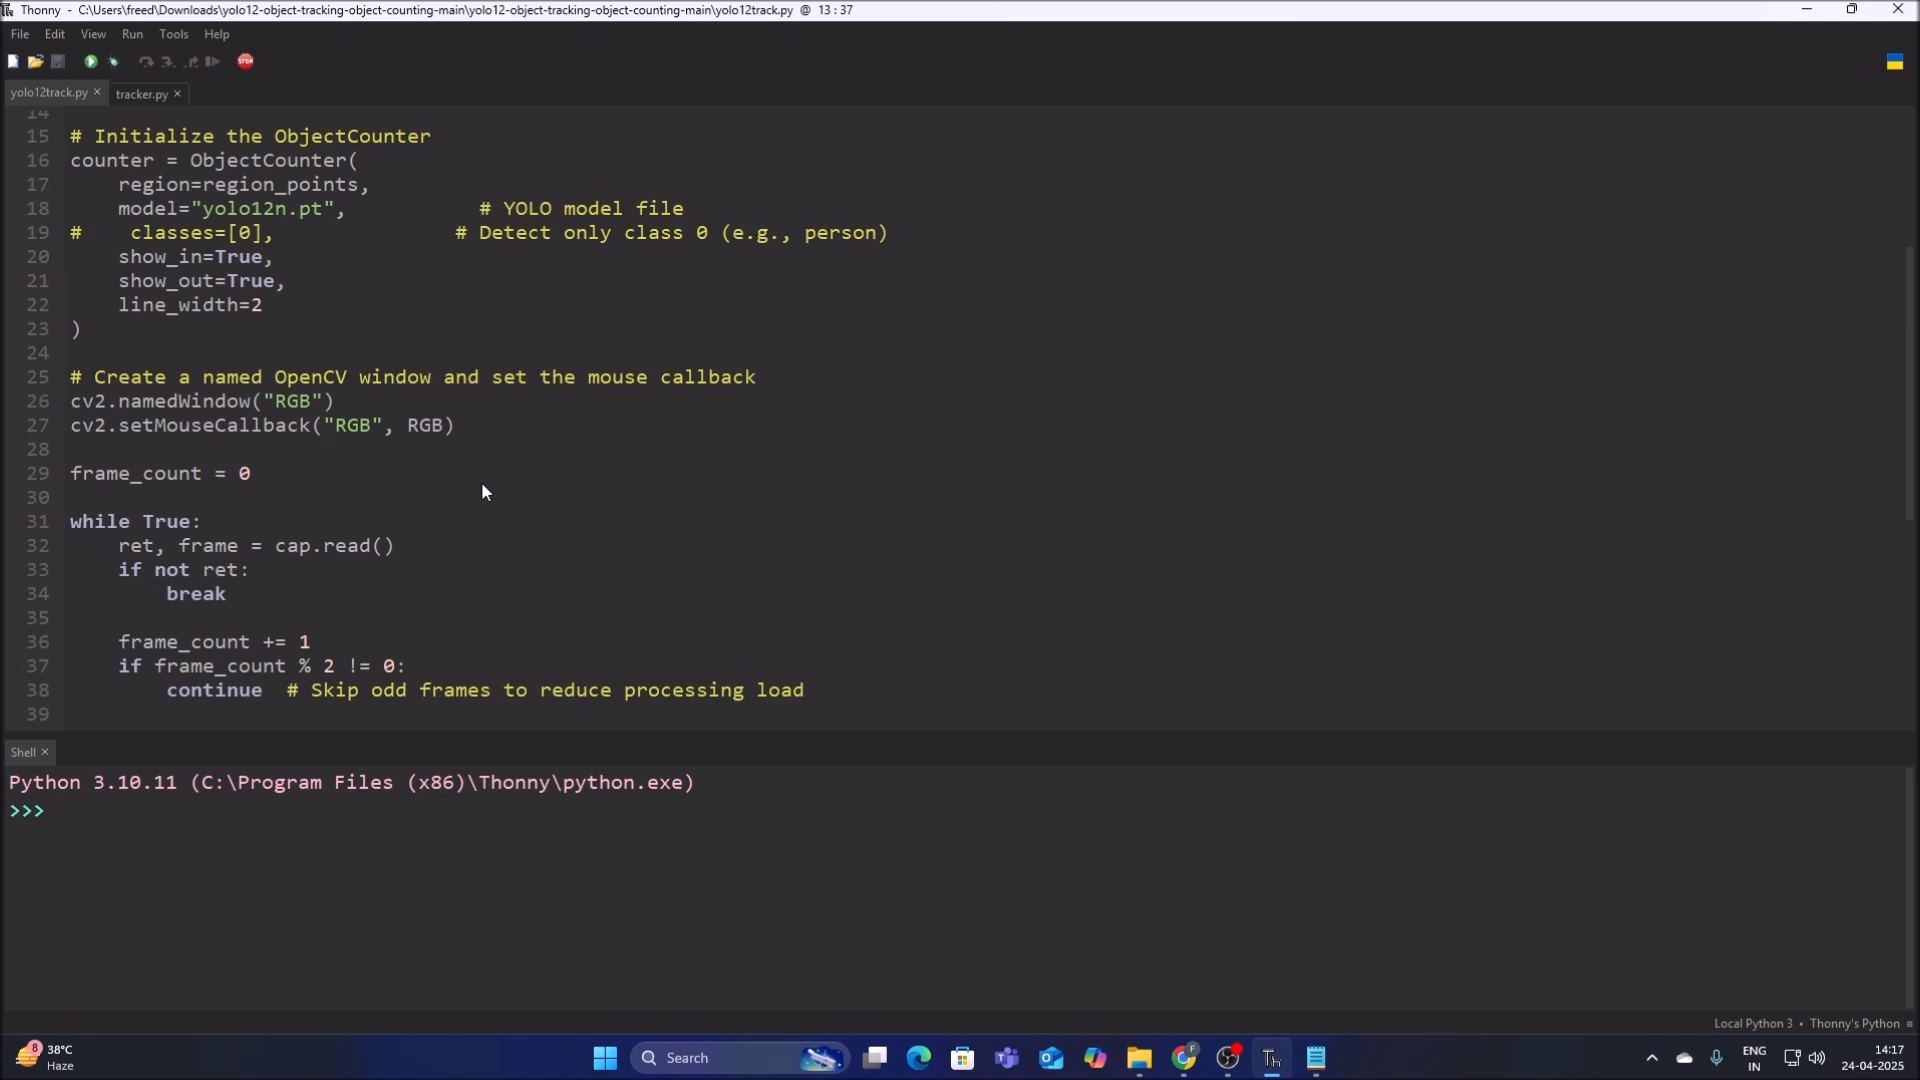 Thonny - C:\Users\freed\Downloads\yolo12-object-tracking-object-counting-main\yolo12-object-tracking-object-counting-main\yolo12track.py @ 13 : 37
File Edit View Run Tools Help
STOP
yolo12track.py × tracker.py ×
14
15 # Initialize the ObjectCounter
16 counter = ObjectCounter(
17     region=region_points,
18     model="yolo12n.pt",           # YOLO model file
19 #    classes=[0],               # Detect only class 0 (e.g., person)
20     show_in=True,
21     show_out=True,
22     line_width=2
23 )
24
25 # Create a named OpenCV window and set the mouse callback
26 cv2.namedWindow("RGB")
27 cv2.setMouseCallback("RGB", RGB)
28
29 frame_count = 0
30
31 while True:
32     ret, frame = cap.read()
33     if not ret:
34         break
35
36     frame_count += 1
37     if frame_count % 2 != 0:
38         continue  # Skip odd frames to reduce processing load
39
Shell ×
Python 3.10.11 (C:\Program Files (x86)\Thonny\python.exe)
>>>
Local Python 3 • Thonny's Python ≡
8 38°C
Haze
Search
F
Th
ENG
IN
14:17
24-04-2025